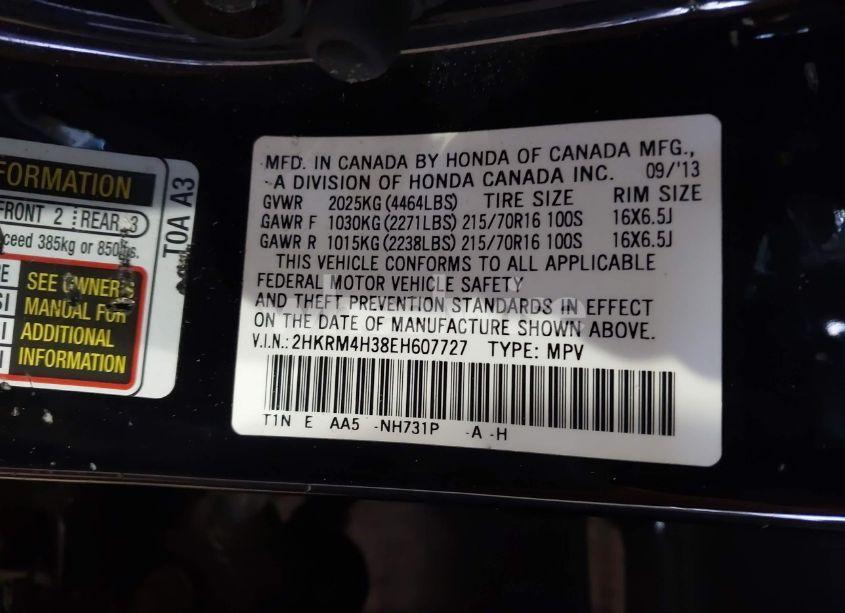 FORMATION
FRONT 2 REAR 3
ceed 385kg or 850lbs.
SEE OWNER'S
MANUAL FOR
ADDITIONAL
INFORMATION
T0A A3
MFD. IN CANADA BY HONDA OF CANADA MFG.,
-A DIVISION OF HONDA CANADA INC. 09/'13
GVWR 2025KG (4464LBS) TIRE SIZE RIM SIZE
GAWR F 1030KG (2271LBS) 215/70R16 100S 16X6.5J
GAWR R 1015KG (2238LBS) 215/70R16 100S 16X6.5J
THIS VEHICLE CONFORMS TO ALL APPLICABLE
FEDERAL MOTOR VEHICLE SAFETY
AND THEFT PREVENTION STANDARDS IN EFFECT
ON THE DATE OF MANUFACTURE SHOWN ABOVE.
V.I.N.: 2HKRM4H38EH607727 TYPE: MPV
T1N E AA5 -NH731P -A -H